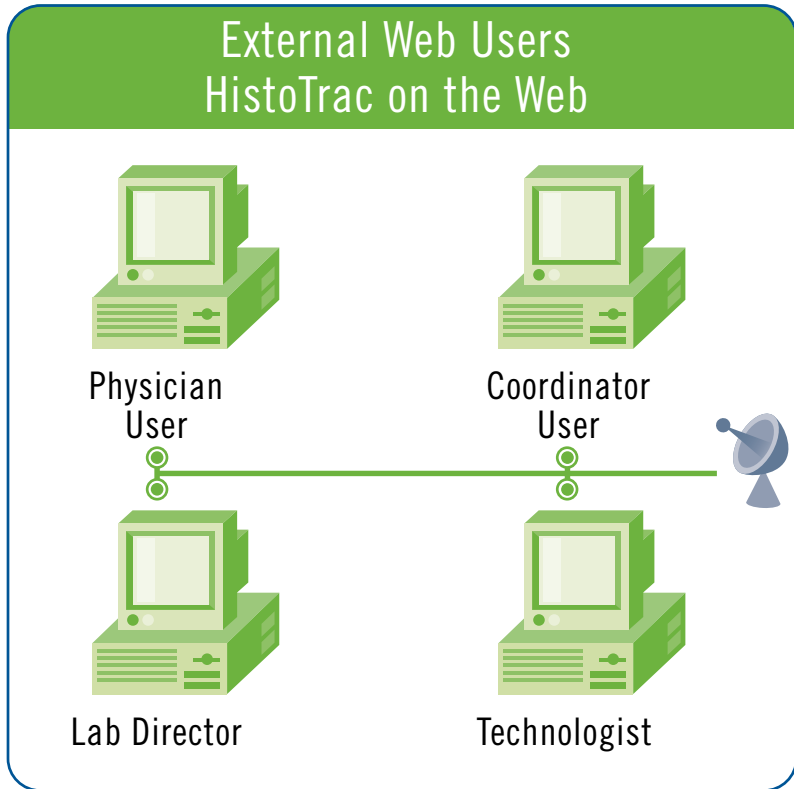 External Web Users
HistoTrac on the Web
Physician
User
Coordinator
User
Lab Director
Technologist